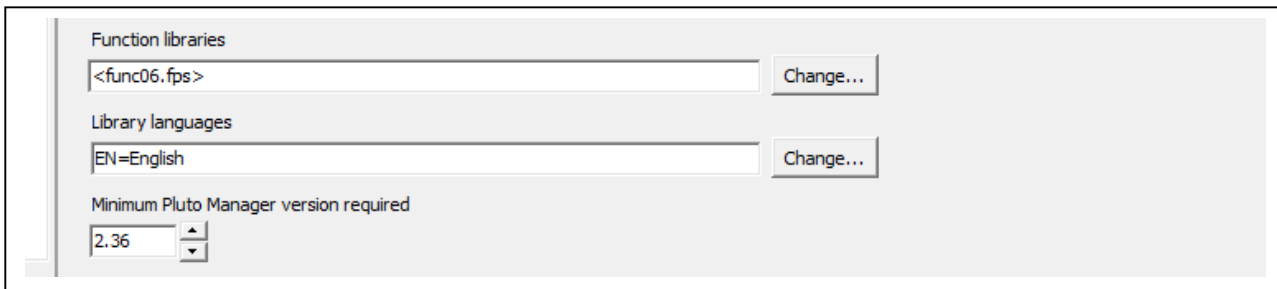 Function libraries
<func06.fps>
Change...
Library languages
EN=English
Change...
Minimum Pluto Manager version required
2.36